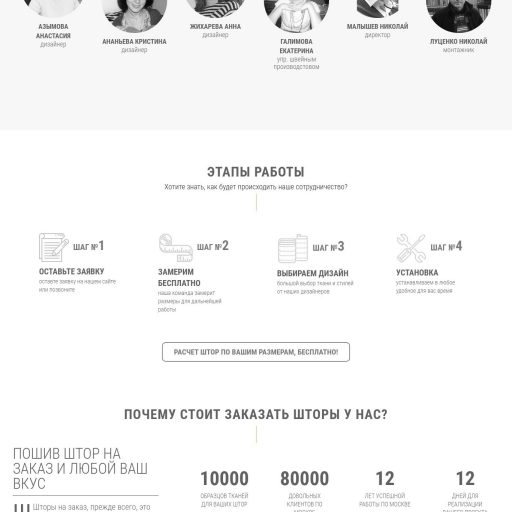 АЗЫМОВА
АНАСТАСИЯ
дизайнер
АНАНЬЕВА КРИСТИНА
дизайнер
ЖИХАРЕВА АННА
дизайнер
ГАЛИМОВА
ЕКАТЕРИНА
упр. швейным
производстовом
МАЛЫШЕВ НИКОЛАЙ
директор
ЛУЦЕНКО НИКОЛАЙ
монтажник
ЭТАПЫ РАБОТЫ
Хотите знать, как будет происходить наше сотрудничество?
ШАГ №1
ОСТАВЬТЕ ЗАЯВКУ
оставте заявку на нашем сайте
или позвоните
ШАГ №2
ЗАМЕРИМ
БЕСПЛАТНО
наша команда замерит
размеры для дальнейшей
работы
ШАГ №3
ВЫБИРАЕМ ДИЗАЙН
большой выбор ткани и стилей
от наших дизайнеров
ШАГ №4
УСТАНОВКА
устанавливаем в любое
удобное для вас время
РАСЧЕТ ШТОР ПО ВАШИМ РАЗМЕРАМ, БЕСПЛАТНО!
ПОЧЕМУ СТОИТ ЗАКАЗАТЬ ШТОРЫ У НАС?
ПОШИВ ШТОР НА
ЗАКАЗ И ЛЮБОЙ ВАШ
ВКУС
Шторы на заказ, прежде всего, это
10000
ОБРАЗЦОВ ТКАНЕЙ
ДЛЯ ВАШИХ ШТОР
80000
ДОВОЛЬНЫХ
КЛИЕНТОВ ПО
12
ЛЕТ УСПЕШНОЙ
РАБОТЫ ПО МОСКВЕ
12
ДНЕЙ ДЛЯ
РЕАЛИЗАЦИИ